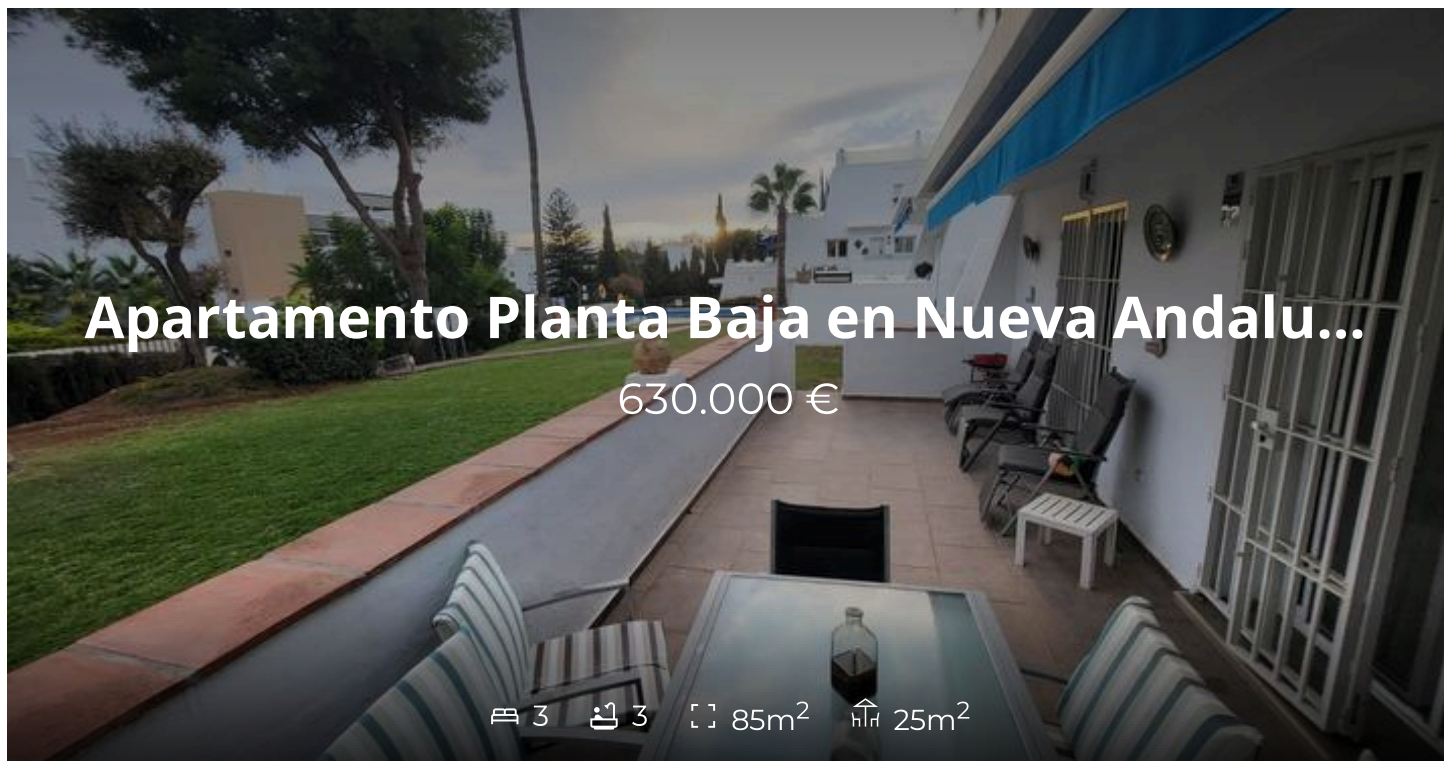 Apartamento Planta Baja en Nueva Andalu...
630.000 €
3 3 85m² 25m²